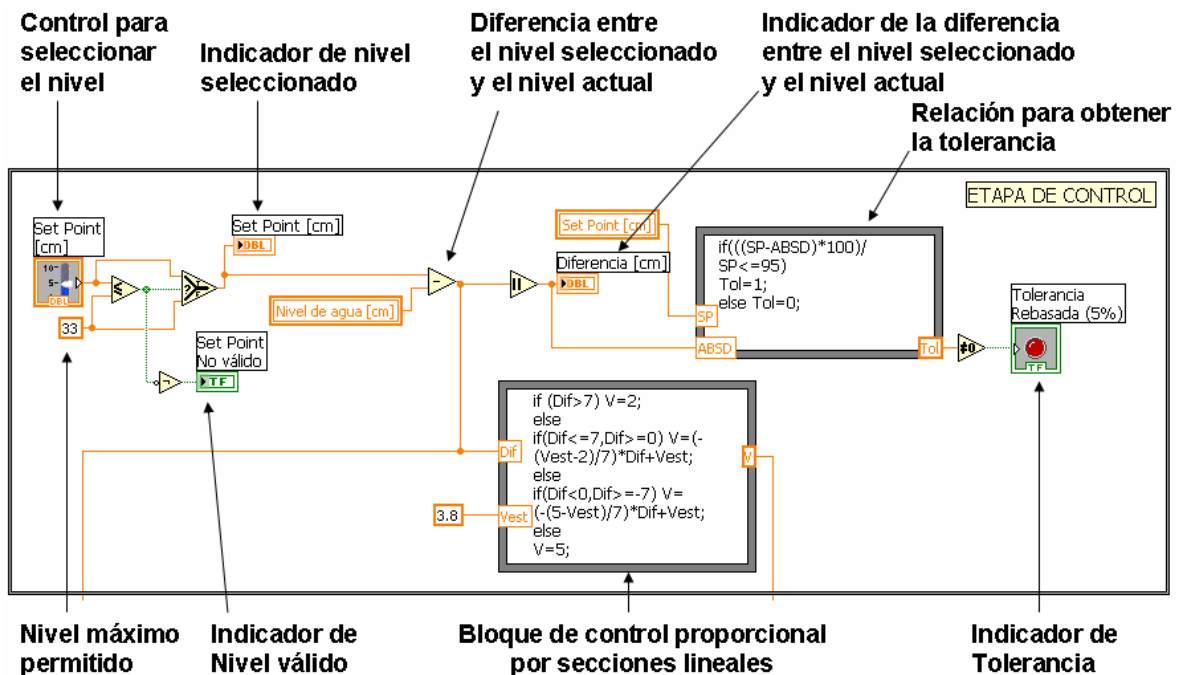 Control para
seleccionar
el nivel
Indicador de nivel
seleccionado
Diferencia entre
el nivel seleccionado
y el nivel actual
Indicador de la diferencia
entre el nivel seleccionado
y el nivel actual
Relación para obtener
la tolerancia
ETAPA DE CONTROL
Set Point
[cm]
10-
5-
DBL
33
≤
?
F
Set Point [cm]
DBL
Set Point
No válido
TF
Nivel de agua [cm]
-
Set Point [cm]
Diferencia [cm]
DBL
if(((SP-ABSD)*100)/
SP<=95)
Tol=1;
else Tol=0;
SP
ABSD
Tol
≠0
Tolerancia
Rebasada (5%)
TF
if (Dif>7) V=2;
else
if(Dif<=7,Dif>=0) V=(-
(Vest-2)/7)*Dif+Vest;
else
if(Dif<0,Dif>=-7) V=
(-(5-Vest)/7)*Dif+Vest;
else
V=5;
Dif
3.8
Vest
V
Nivel máximo
permitido
Indicador de
Nivel válido
Bloque de control proporcional
por secciones lineales
Indicador de
Tolerancia